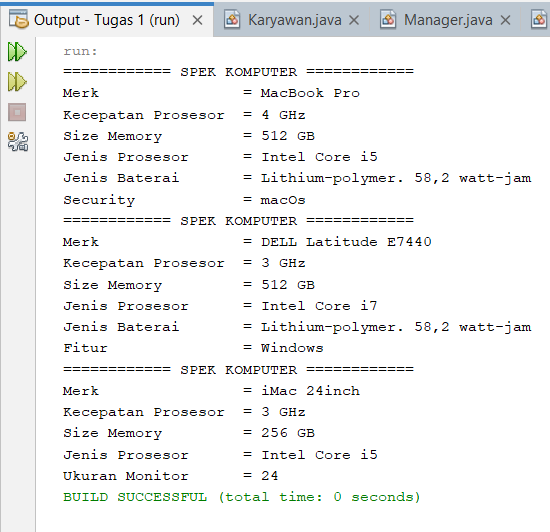 Output - Tugas 1 (run) Karyawan.java Manager.java
run:
============ SPEK KOMPUTER ============
Merk = MacBook Pro
Kecepatan Prosesor = 4 GHz
Size Memory = 512 GB
Jenis Prosesor = Intel Core i5
Jenis Baterai = Lithium-polymer. 58,2 watt-jam
Security = macOs
============ SPEK KOMPUTER ============
Merk = DELL Latitude E7440
Kecepatan Prosesor = 3 GHz
Size Memory = 512 GB
Jenis Prosesor = Intel Core i7
Jenis Baterai = Lithium-polymer. 58,2 watt-jam
Fitur = Windows
============ SPEK KOMPUTER ============
Merk = iMac 24inch
Kecepatan Prosesor = 3 GHz
Size Memory = 256 GB
Jenis Prosesor = Intel Core i5
Ukuran Monitor = 24
BUILD SUCCESSFUL (total time: 0 seconds)